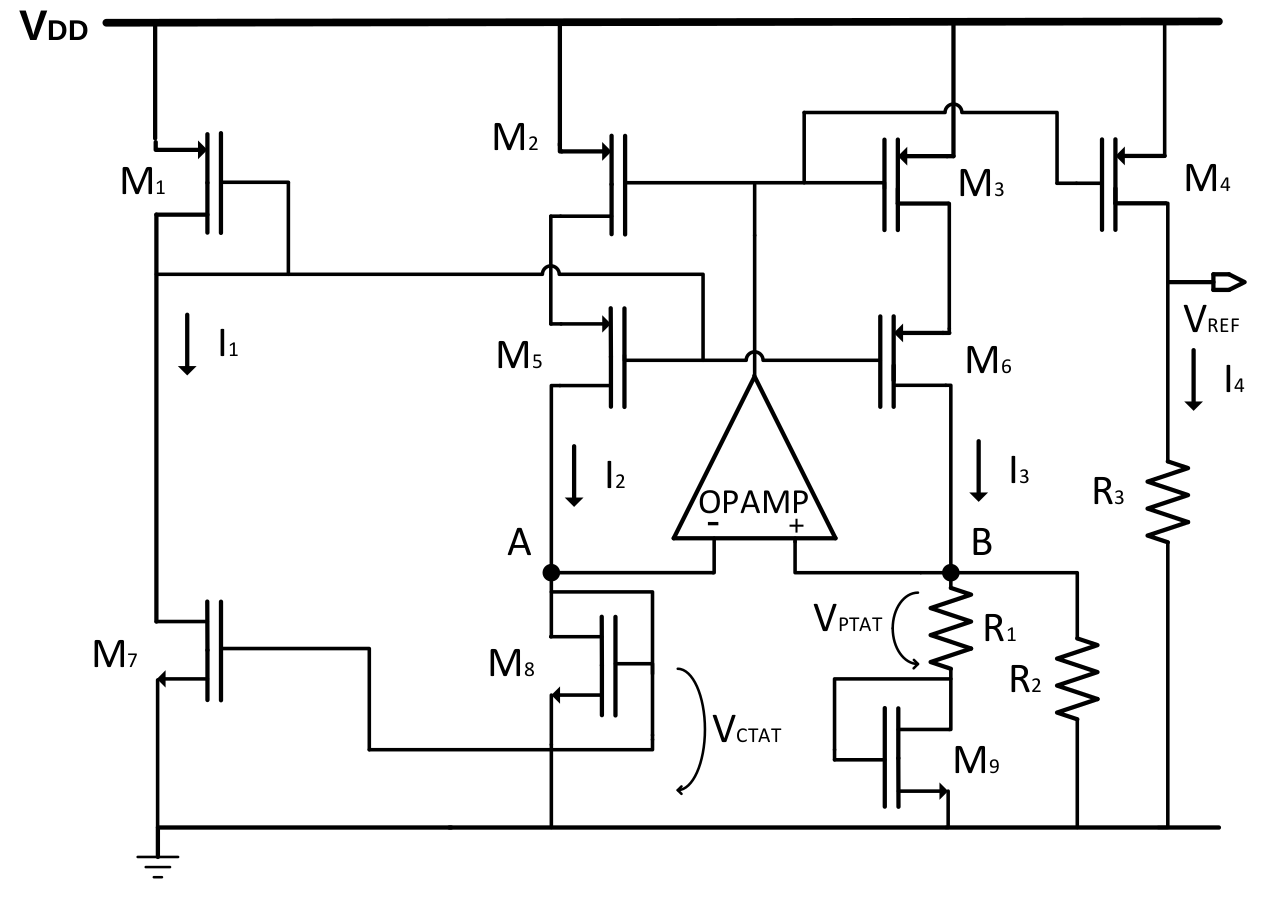 VDD
M2
M1
M3
M4
I1
M5
M6
VREF
I4
I2
I3
R3
OPAMP
- +
A
B
VPTAT
R1
M7
M8
R2
VCTAT
M9